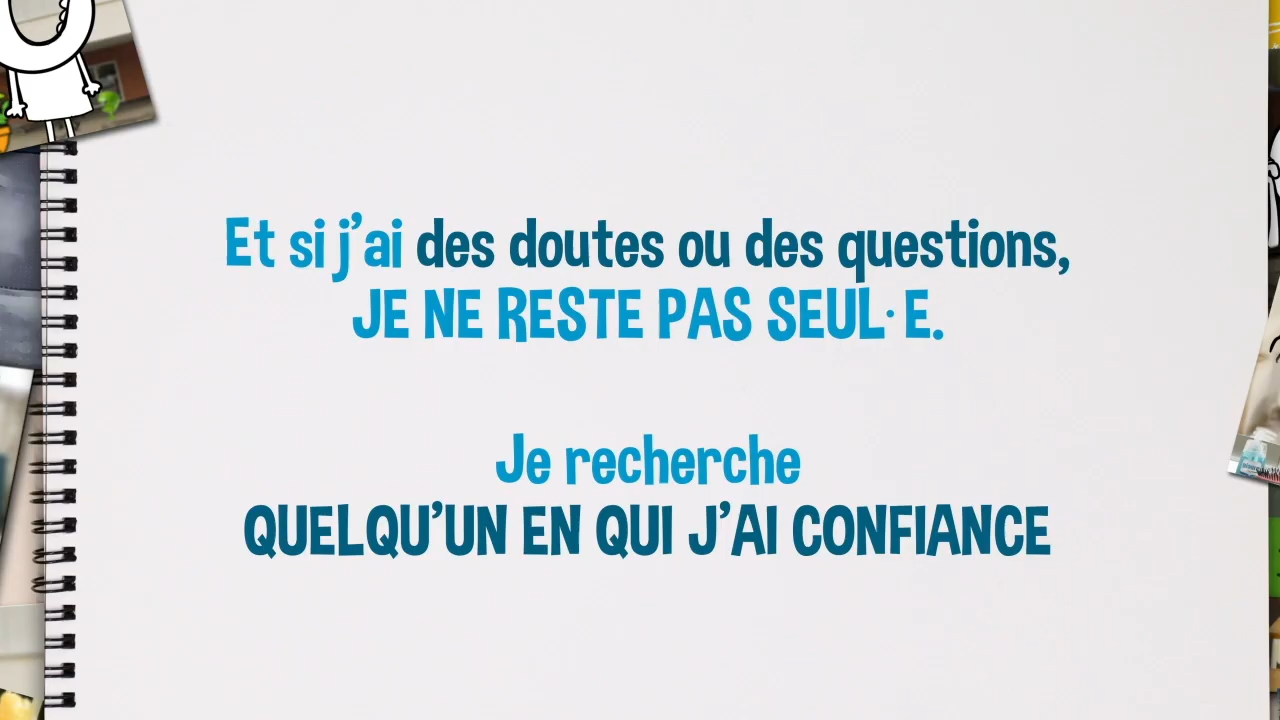 Et si j’ai des doutes ou des questions,
JE NE RESTE PAS SEUL·E.
Je recherche
QUELQU’UN EN QUI J’AI CONFIANCE